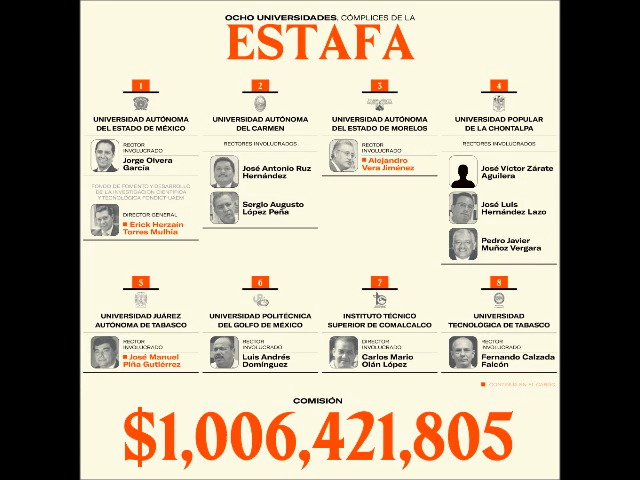 OCHO UNIVERSIDADES, CÓMPLICES DE LA
ESTAFA
1
UNIVERSIDAD AUTÓNOMA
DEL ESTADO DE MÉXICO
RECTOR
INVOLUCRADO
Jorge Olvera
García
FONDO DE FOMENTO Y DESARROLLO
DE LA INVESTIGACIÓN CIENTÍFICA
Y TECNOLÓGICA FONDICT-UAEM
DIRECTOR GENERAL
Erick Herzain
Torres Mulhia
2
UNIVERSIDAD AUTÓNOMA
DEL CARMEN
RECTORES INVOLUCRADOS
José Antonio Ruz
Hernández
Sergio Augusto
López Peña
3
UNIVERSIDAD AUTÓNOMA
DEL ESTADO DE MORELOS
RECTOR
INVOLUCRADO
Alejandro
Vera Jiménez
4
UNIVERSIDAD POPULAR
DE LA CHONTALPA
RECTORES INVOLUCRADOS
José Víctor Zárate
Aguilera
José Luis
Hernández Lazo
Pedro Javier
Muñoz Vergara
5
UNIVERSIDAD JUÁREZ
AUTÓNOMA DE TABASCO
RECTOR
INVOLUCRADO
José Manuel
Piña Gutiérrez
6
UNIVERSIDAD POLITÉCNICA
DEL GOLFO DE MÉXICO
RECTOR
INVOLUCRADO
Luis Andrés
Domínguez
7
INSTITUTO TÉCNICO
SUPERIOR DE COMALCALCO
RECTOR
INVOLUCRADO
Carlos Mario
Olán López
8
UNIVERSIDAD
TECNOLÓGICA DE TABASCO
RECTOR
INVOLUCRADO
Fernando Calzada
Falcón
CONTINÚA EN EL CARGO
COMISIÓN
$1,006,421,805